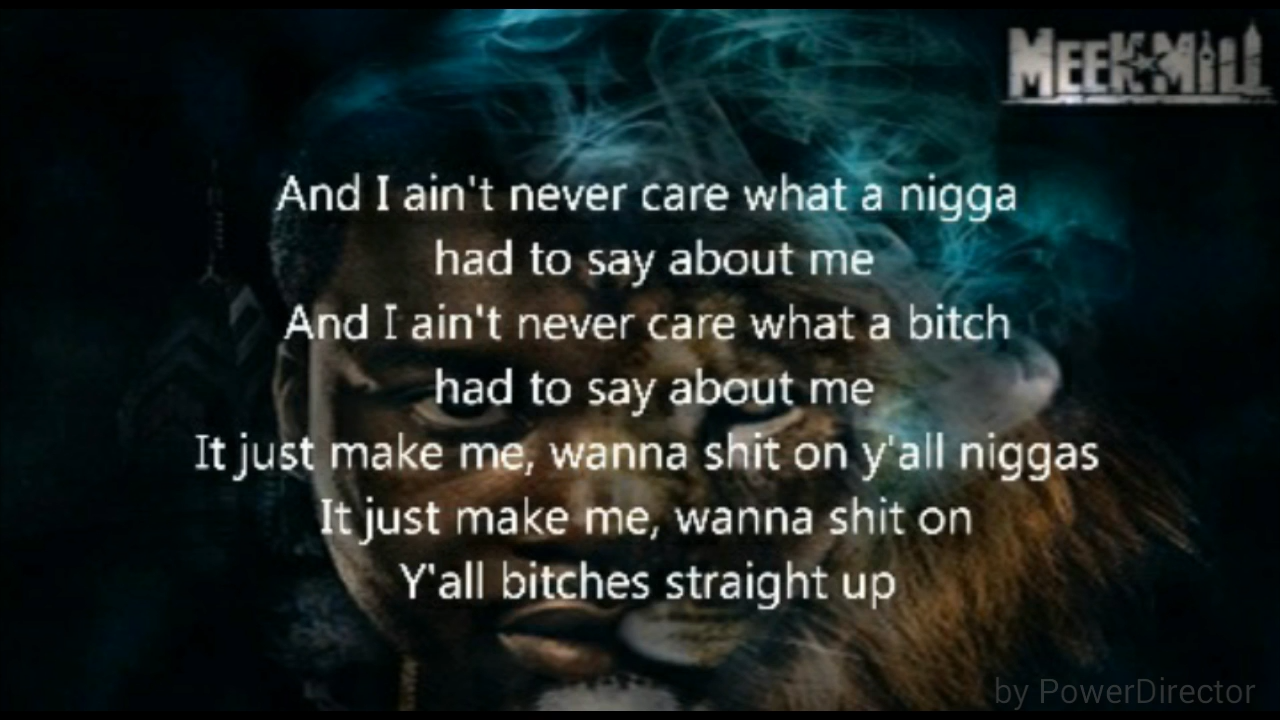 MEEK MILL
And I ain't never care what a nigga
had to say about me
And I ain't never care what a bitch
had to say about me
It just make me, wanna shit on y'all niggas
It just make me, wanna shit on
Y'all bitches straight up
by PowerDirector